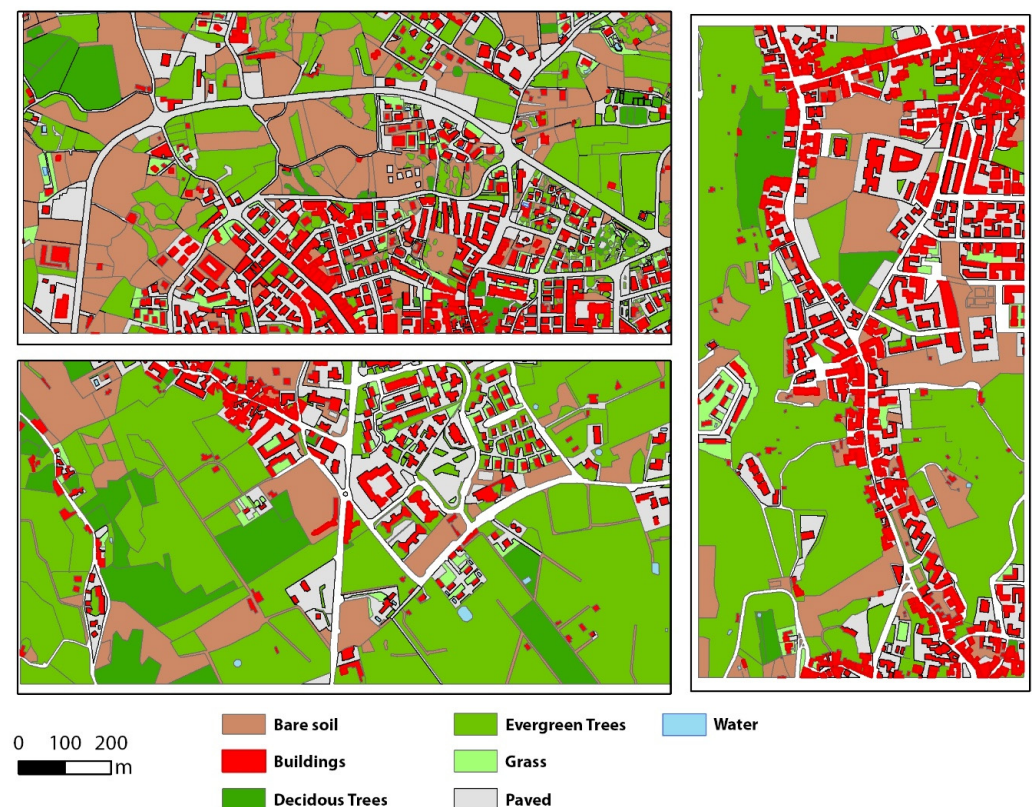 0 100 200
m
Bare soil
Buildings
Decidous Trees
Evergreen Trees
Grass
Paved
Water